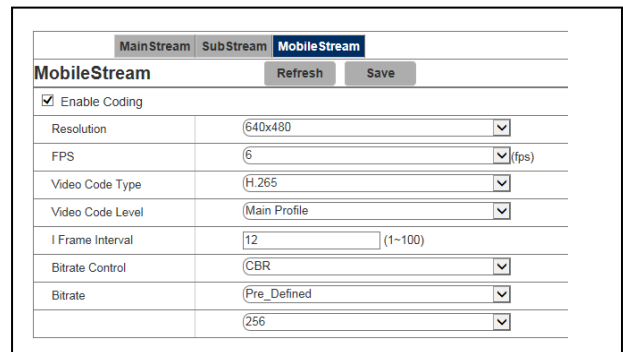 MainStream SubStream MobileStream
MobileStream Refresh Save
Enable Coding
Resolution 640x480
FPS 6 (fps)
Video Code Type H.265
Video Code Level Main Profile
I Frame Interval 12 (1~100)
Bitrate Control CBR
Bitrate Pre_Defined
256